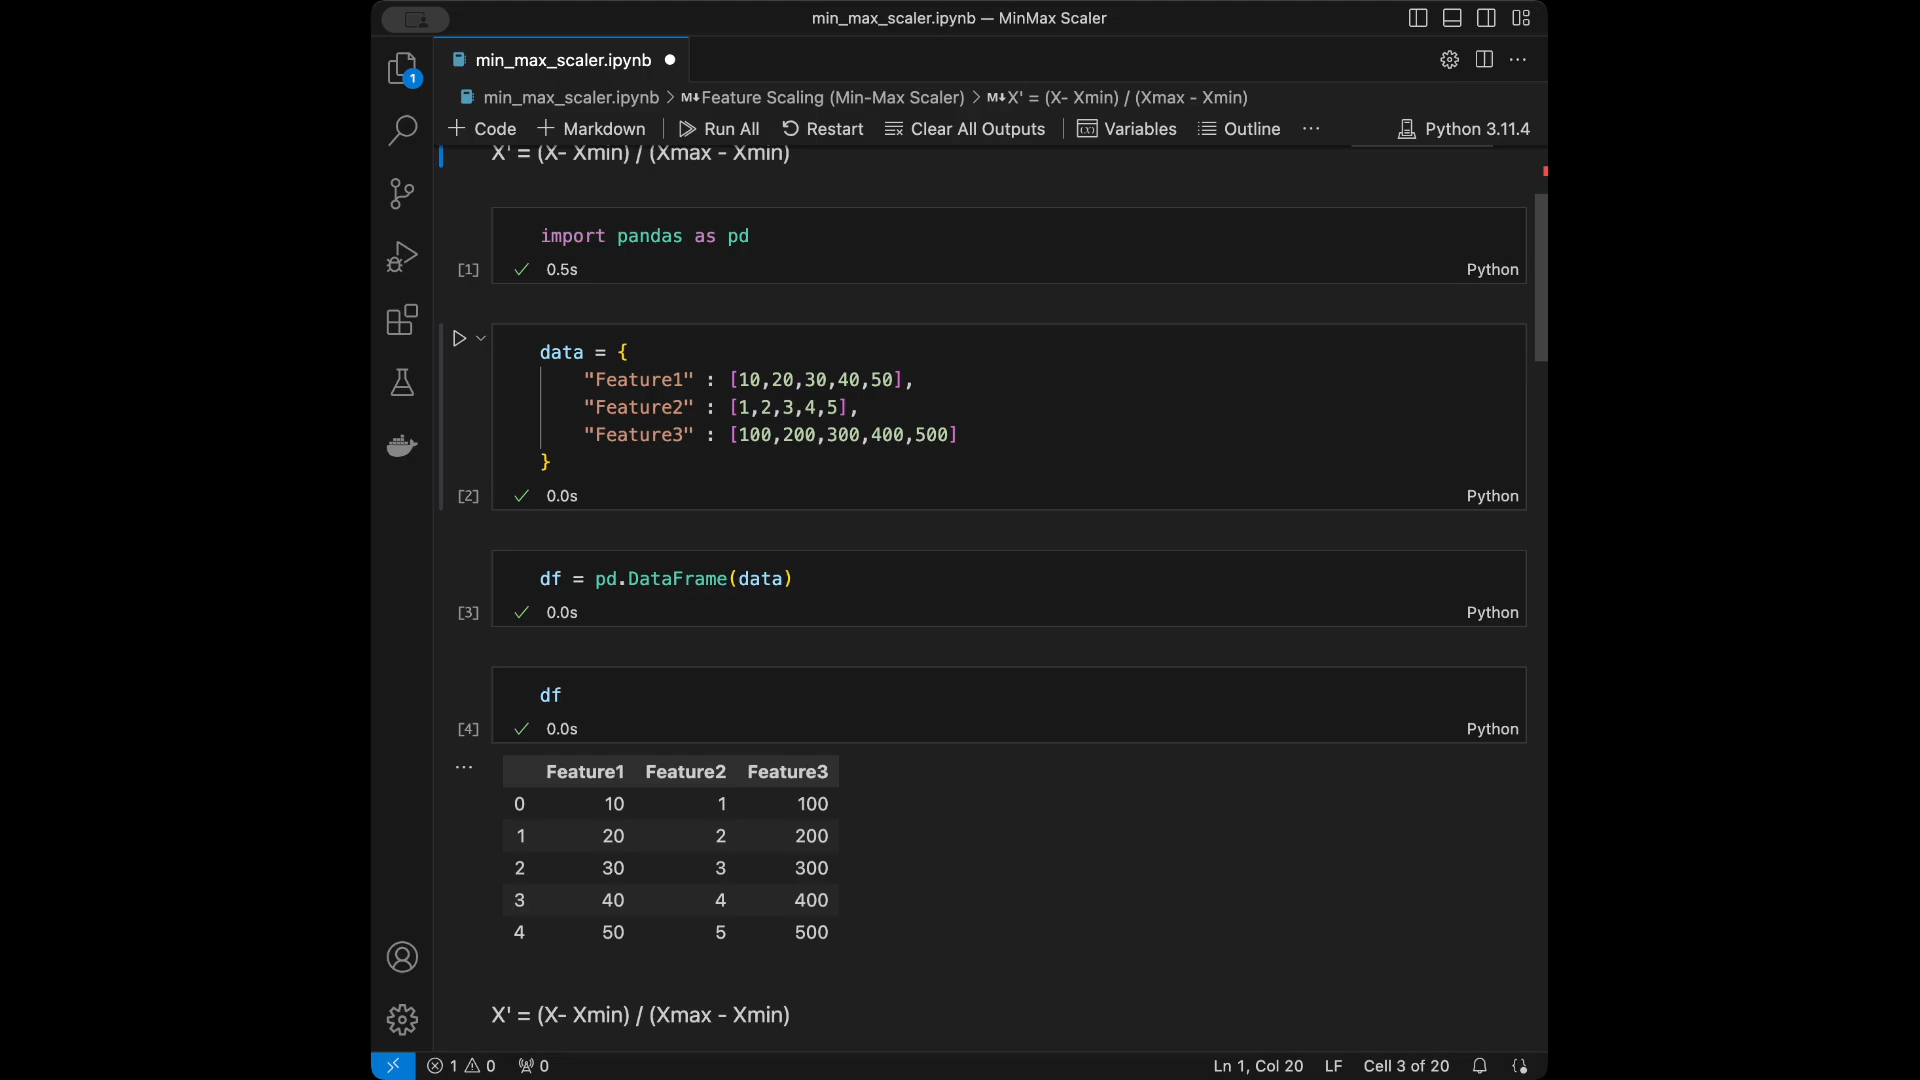 min_max_scaler.ipynb — MinMax Scaler
1
min_max_scaler.ipynb
min_max_scaler.ipynb > M↓Feature Scaling (Min-Max Scaler) > M↓X' = (X- Xmin) / (Xmax - Xmin)
+ Code + Markdown | Run All Restart Clear All Outputs | Variables Outline ... Python 3.11.4
X' = (X- Xmin) / (Xmax - Xmin)
import pandas as pd
[1] ✓ 0.5s Python
data = {
"Feature1" : [10,20,30,40,50],
"Feature2" : [1,2,3,4,5],
"Feature3" : [100,200,300,400,500]
}
[2] ✓ 0.0s Python
df = pd.DataFrame(data)
[3] ✓ 0.0s Python
df
[4] ✓ 0.0s Python
...
Feature1 Feature2 Feature3
0 10 1 100
1 20 2 200
2 30 3 300
3 40 4 400
4 50 5 500
X' = (X- Xmin) / (Xmax - Xmin)
1 0 0 Ln 1, Col 20 LF Cell 3 of 20